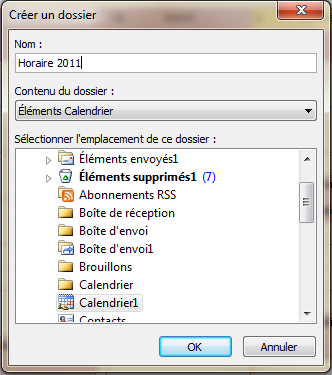 Créer un dossier
Nom :
Horaire 2011
Contenu du dossier :
Éléments Calendrier
Sélectionner l'emplacement de ce dossier :
Éléments envoyés1
Éléments supprimés1 (7)
Abonnements RSS
Boîte de réception
Boîte d'envoi
Boîte d'envoi1
Brouillons
Calendrier
Calendrier1
Contacts
OK
Annuler